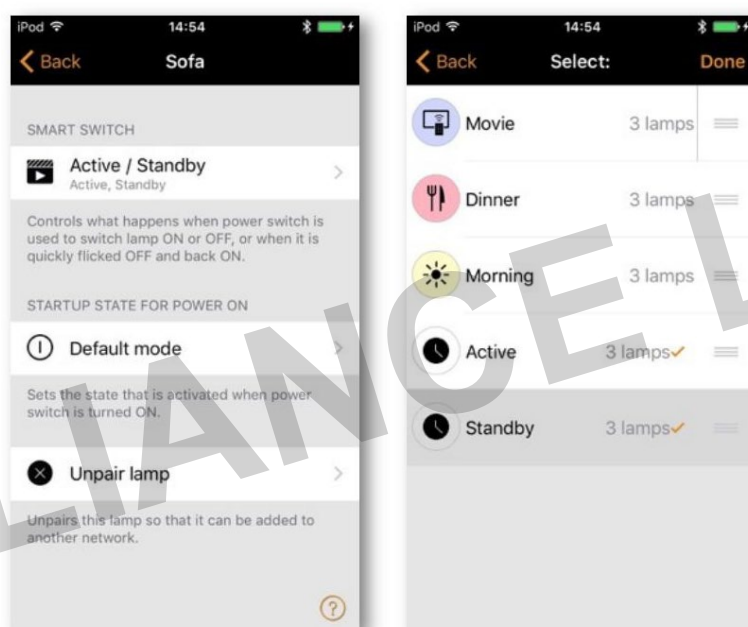 iPod 14:54
Back Sofa
SMART SWITCH
Active / Standby
Active, Standby
Controls what happens when power switch is
used to switch lamp ON or OFF, or when it is
quickly flicked OFF and back ON.
STARTUP STATE FOR POWER ON
Default mode
Sets the state that is activated when power
switch is turned ON.
Unpair lamp
Unpairs this lamp so that it can be added to
another network.
?
iPod 14:54
Back Select: Done
Movie 3 lamps
Dinner 3 lamps
Morning 3 lamps
Active 3 lamps
Standby 3 lamps
LIANCE L